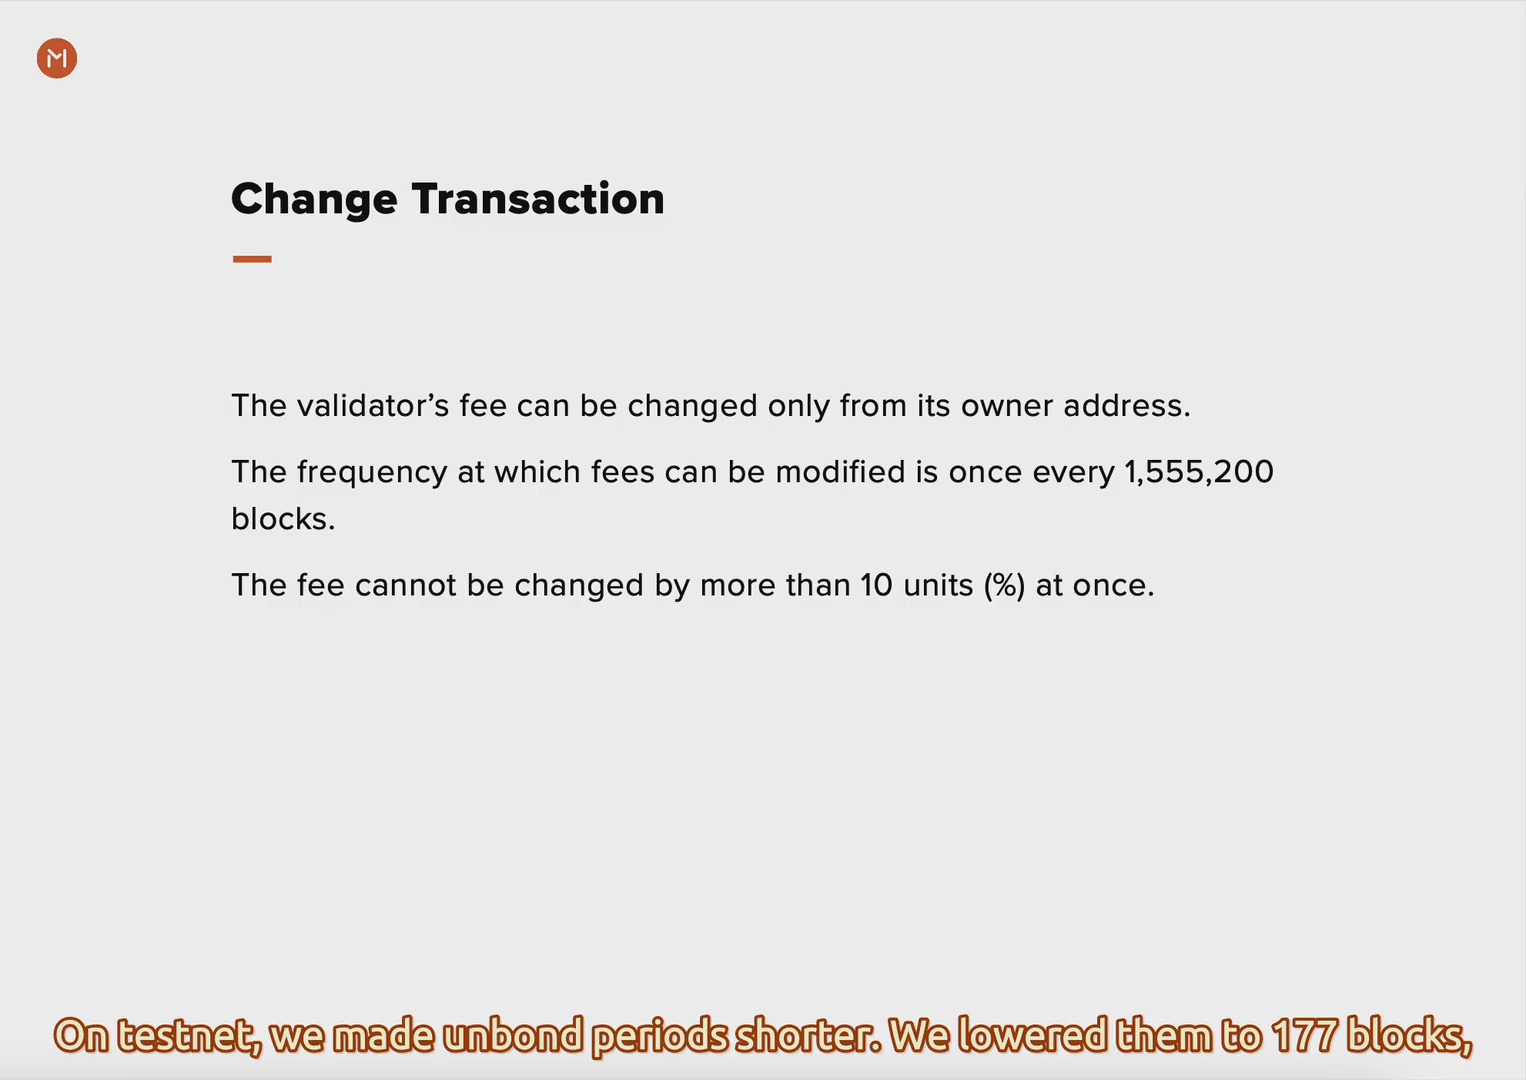 Change Transaction
The validator’s fee can be changed only from its owner address.
The frequency at which fees can be modified is once every 1,555,200
blocks.
The fee cannot be changed by more than 10 units (%) at once.
On testnet, we made unbond periods shorter. We lowered them to 177 blocks,